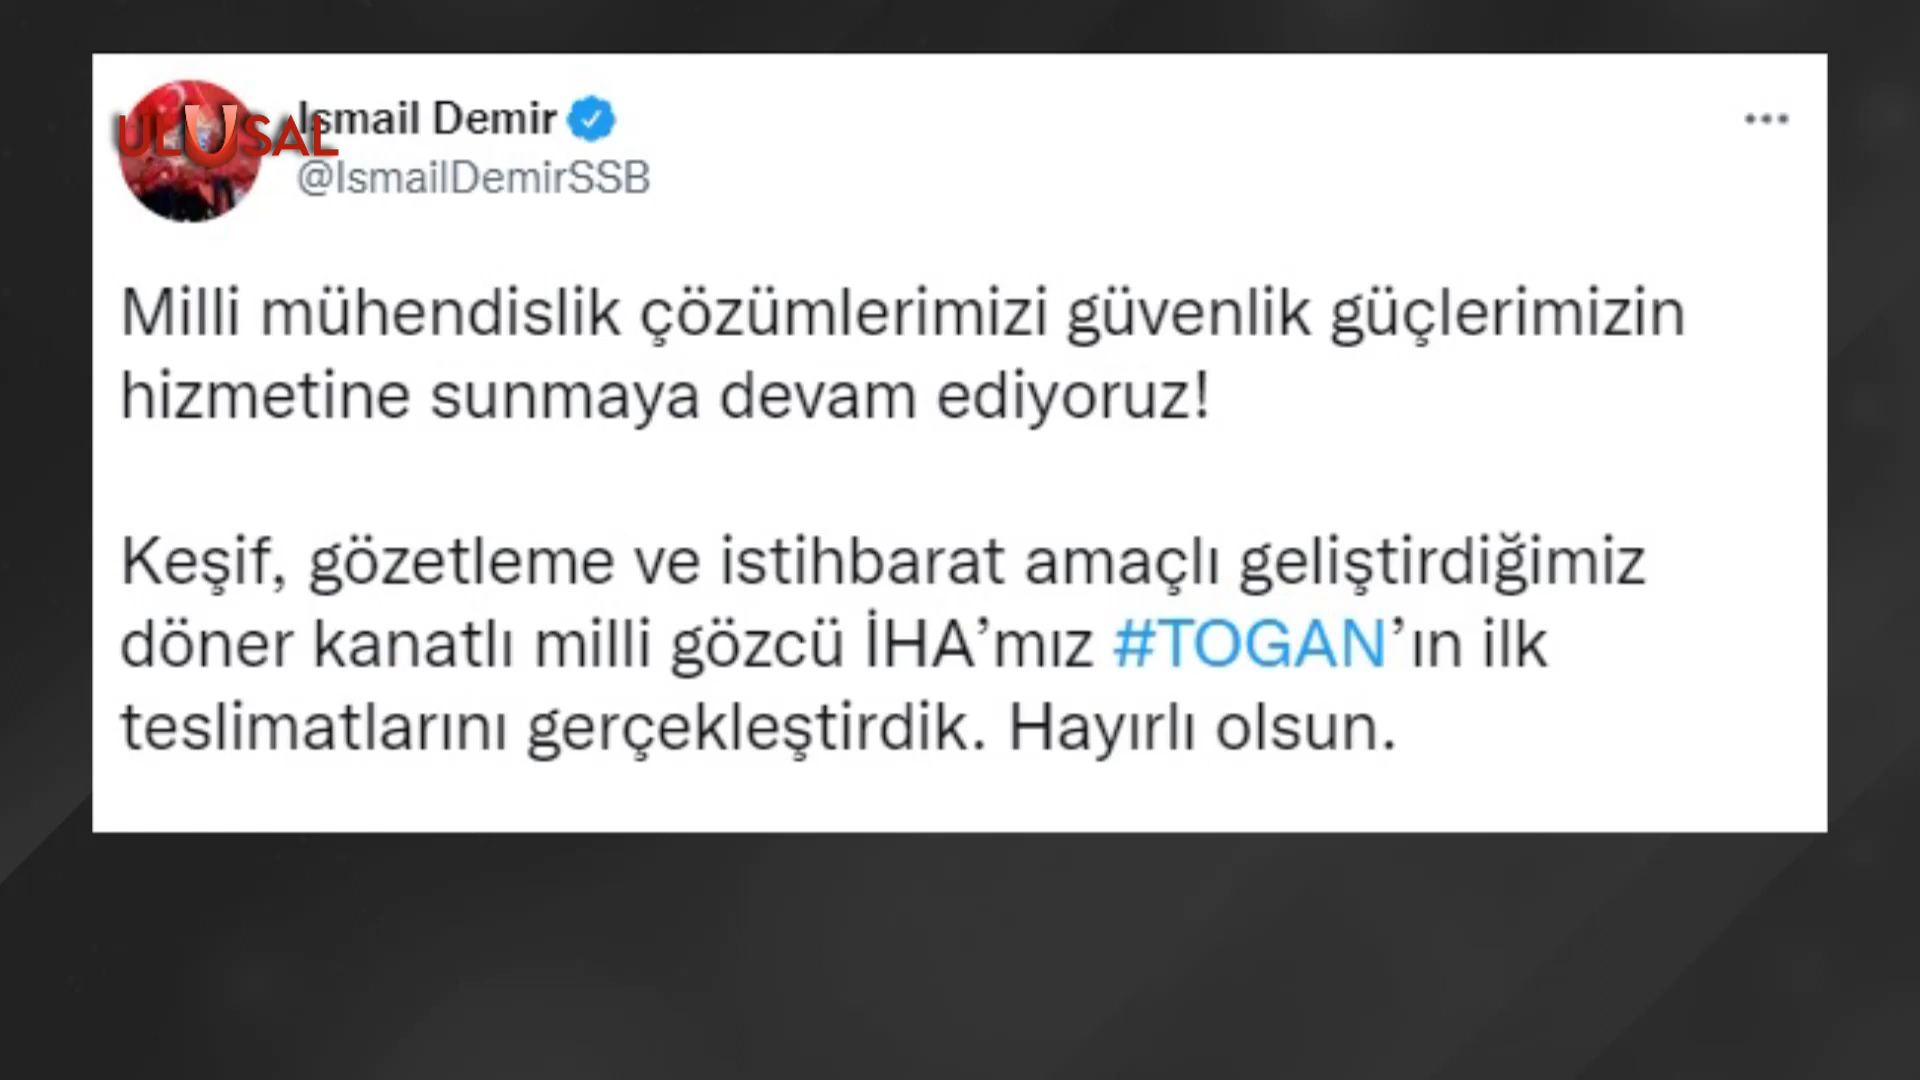 ULUSAL
Ismail Demir
@IsmailDemirSSB
Milli mühendislik çözümlerimizi güvenlik güçlerimizin
hizmetine sunmaya devam ediyoruz!
Keşif, gözetleme ve istihbarat amaçlı geliştirdiğimiz
döner kanatlı milli gözcü İHA’mız #TOGAN’ın ilk
teslimatlarını gerçekleştirdik. Hayırlı olsun.